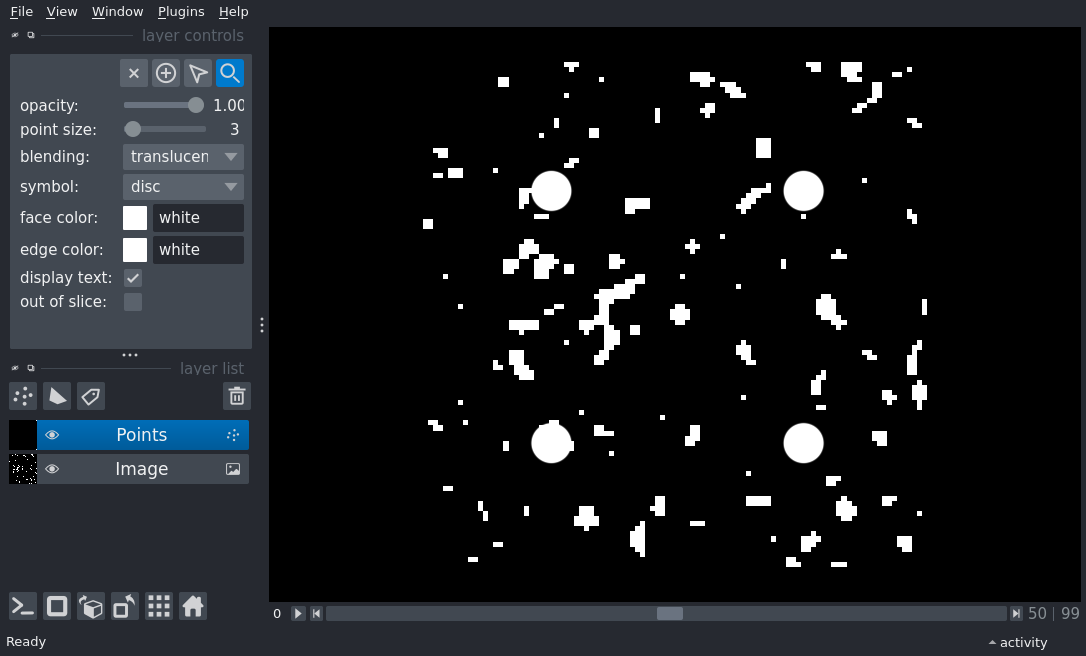 File View Window Plugins Help
layer controls
opacity: 1.00
point size: 3
blending: translucen
symbol: disc
face color: white
edge color: white
display text:
out of slice:
layer list
Points
Image
0 50 | 99
Ready activity